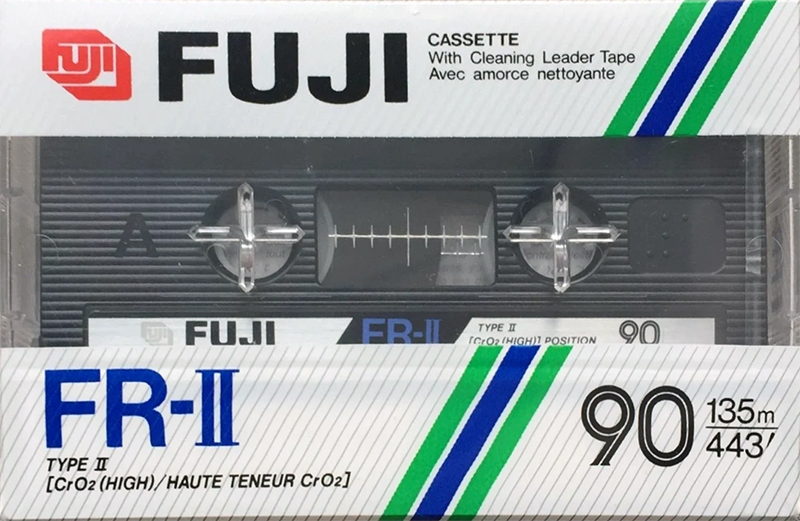 FUJI
FUJI
CASSETTE
With Cleaning Leader Tape
Avec amorce nettoyante
A
FUJI
FR-II
TYPE II
[CrO2 (HIGH)] POSITION
90
FR-II
TYPE II
[CrO2 (HIGH)/HAUTE TENEUR CrO2]
90
135m
443′